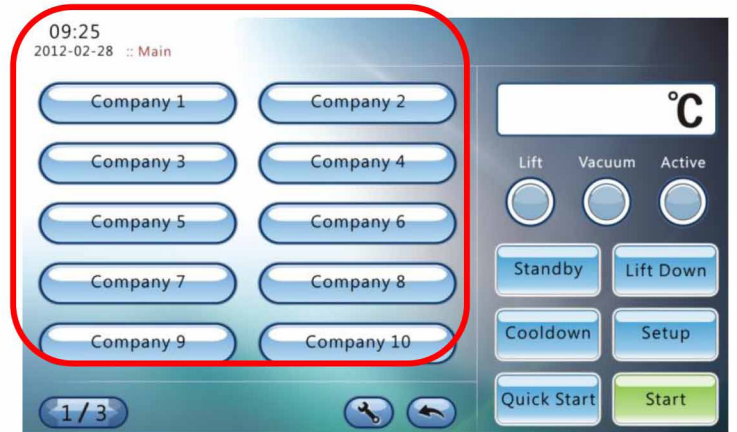 09:25
2012-02-28 :: Main
Company 1 Company 2
Company 3 Company 4
Company 5 Company 6
Company 7 Company 8
Company 9 Company 10
1/3
℃
Lift Vacuum Active
Standby Lift Down
Cooldown Setup
Quick Start Start